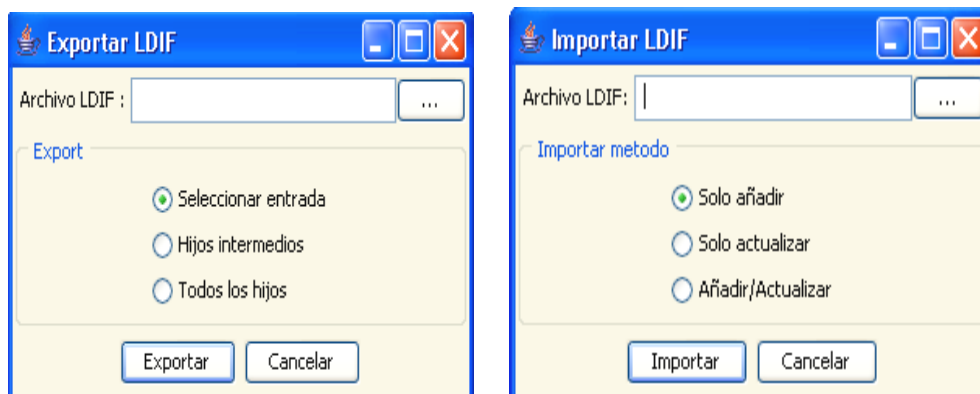 Exportar LDIF
Archivo LDIF :
...
Export
Seleccionar entrada
Hijos intermedios
Todos los hijos
Exportar
Cancelar
Importar LDIF
Archivo LDIF:
...
Importar metodo
Solo añadir
Solo actualizar
Añadir/Actualizar
Importar
Cancelar